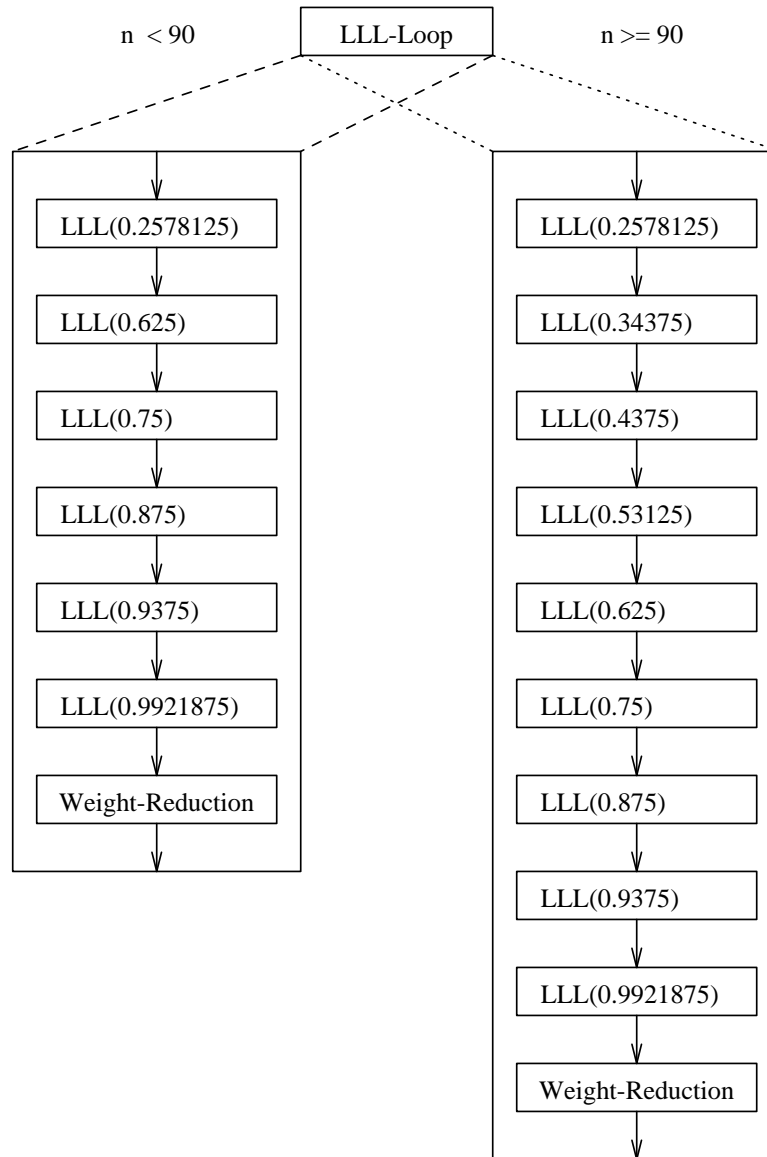 n < 90
LLL-Loop
n >= 90
LLL(0.2578125)
LLL(0.625)
LLL(0.75)
LLL(0.875)
LLL(0.9375)
LLL(0.9921875)
Weight-Reduction
LLL(0.2578125)
LLL(0.34375)
LLL(0.4375)
LLL(0.53125)
LLL(0.625)
LLL(0.75)
LLL(0.875)
LLL(0.9375)
LLL(0.9921875)
Weight-Reduction